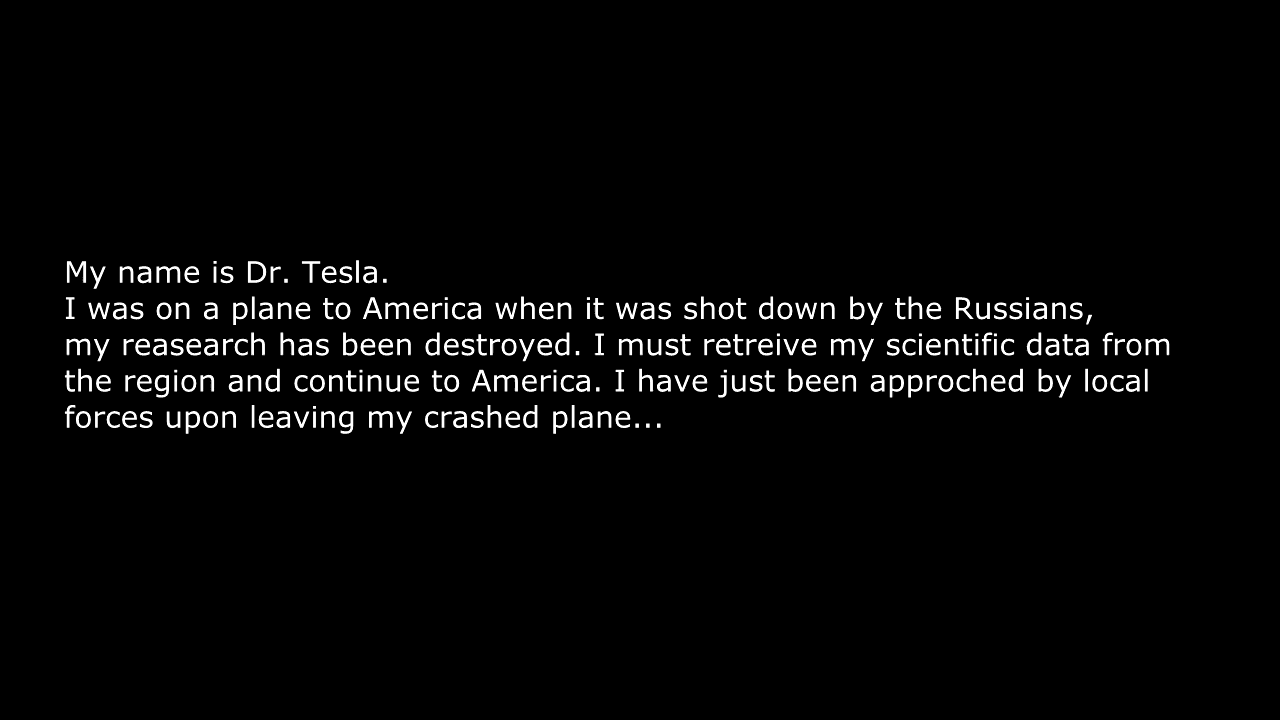 My name is Dr. Tesla.
I was on a plane to America when it was shot down by the Russians,
my reasearch has been destroyed. I must retreive my scientific data from
the region and continue to America. I have just been approched by local
forces upon leaving my crashed plane...